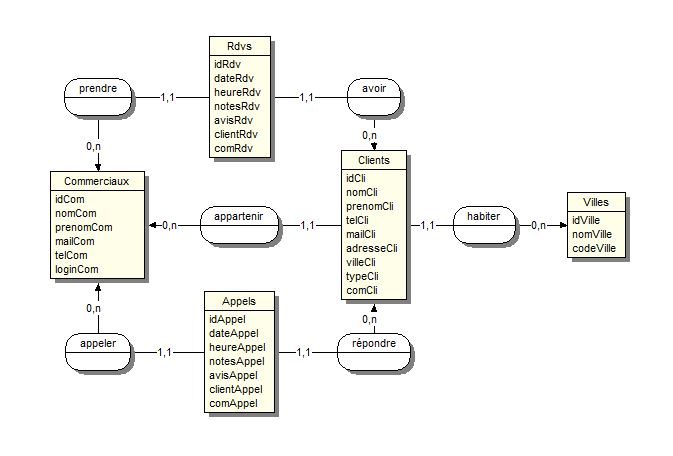 Rdvs
idRdv
dateRdv
heureRdv
notesRdv
avisRdv
clientRdv
comRdv
prendre
1,1
1,1
avoir
0,n
0,n
Commerciaux
idCom
nomCom
prenomCom
mailCom
telCom
loginCom
0,n
appartenir
1,1
Clients
idCli
nomCli
prenomCli
telCli
mailCli
adresseCli
villeCli
typeCli
comCli
1,1
habiter
0,n
Villes
idVille
nomVille
codeVille
0,n
0,n
appeler
1,1
Appels
idAppel
dateAppel
heureAppel
notesAppel
avisAppel
clientAppel
comAppel
1,1
répondre